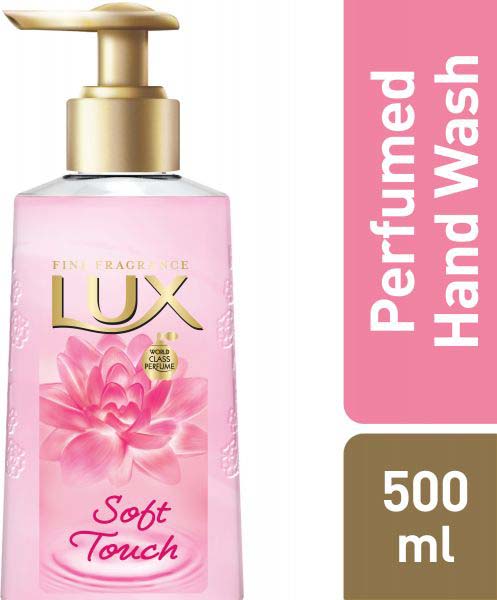 FINE FRAGRANCE
LUX
WORLD
CLASS
PERFUME
Soft
Touch
Perfumed
Hand Wash
500
ml